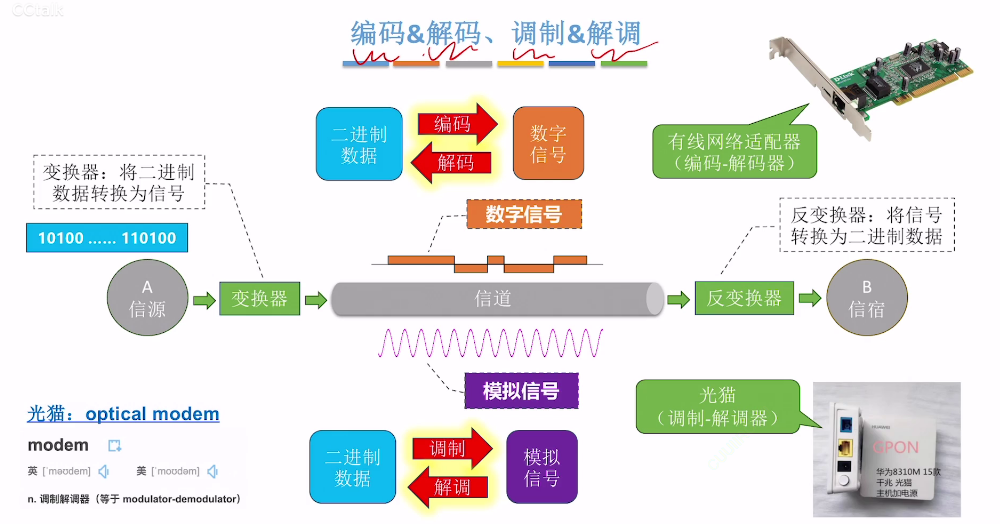 CCtalk
编码&解码、调制&解调
二进制
数据
编码
解码
数字
信号
有线网络适配器
（编码-解码器）
D-Link
变换器：将二进制
数据转换为信号
数字信号
反变换器：将信号
转换为二进制数据
10100 …… 110100
A
信源
变换器
信道
反变换器
B
信宿
模拟信号
光猫：optical modem
modem
英 [ˈməʊdem]
美 [ˈmoʊdəm]
n. 调制解调器（等于 modulator-demodulator）
二进制
数据
调制
解调
模拟
信号
光猫
（调制-解调器）
HUAWEI
GPON
华为8310M 15款
千兆 光猫
主机加电源